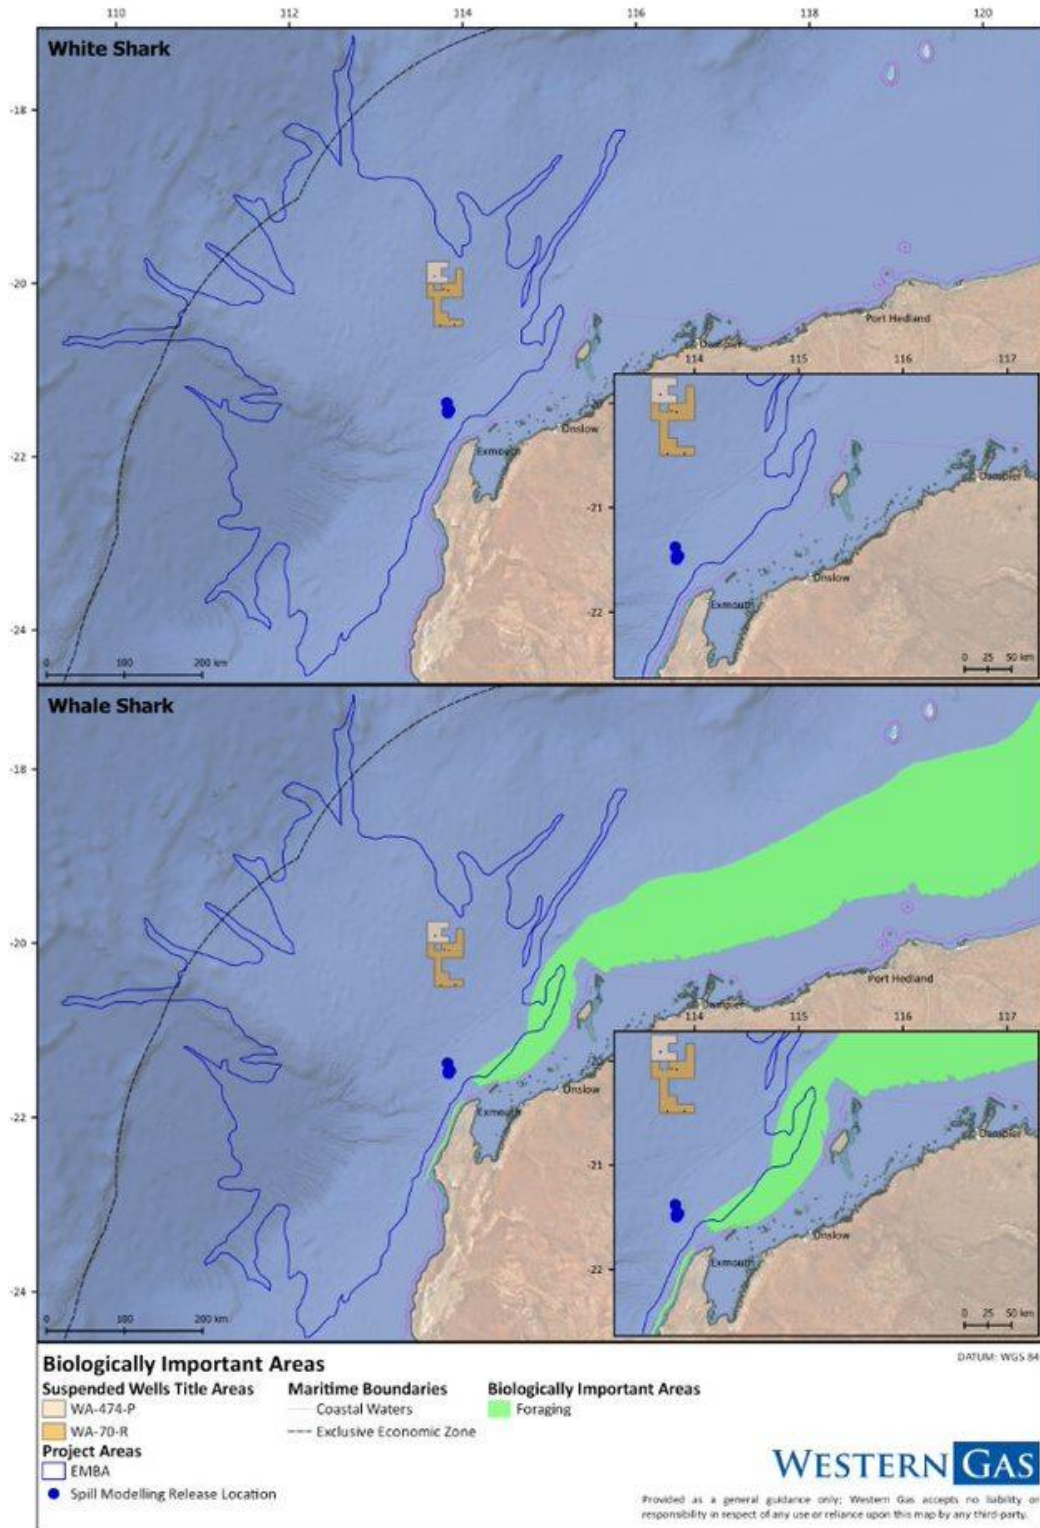 110 112 114 116 118 120
White Shark
-18
-20
Port Hedland
Dampier
114 115 116 117
Onslow
-22
Exmouth
-21
Dampier
Onslow
-22
Exmouth
-24
0 100 200 km
0 25 50 km
Whale Shark
-18
-20
Port Hedland
Dampier
114 115 116 117
Onslow
-22
Exmouth
-21
Dampier
Onslow
-22
Exmouth
-24
0 100 200 km
0 25 50 km
Biologically Important Areas
DATUM: WGS 84
Suspended Wells Title Areas
WA-474-P
WA-70-R
Project Areas
EMBA
Spill Modelling Release Location
Maritime Boundaries
Coastal Waters
Exclusive Economic Zone
Biologically Important Areas
Foraging
WESTERN GAS
Provided as a general guidance only; Western Gas accepts no liability or
responsibility in respect of any use or reliance upon this map by any third-party.